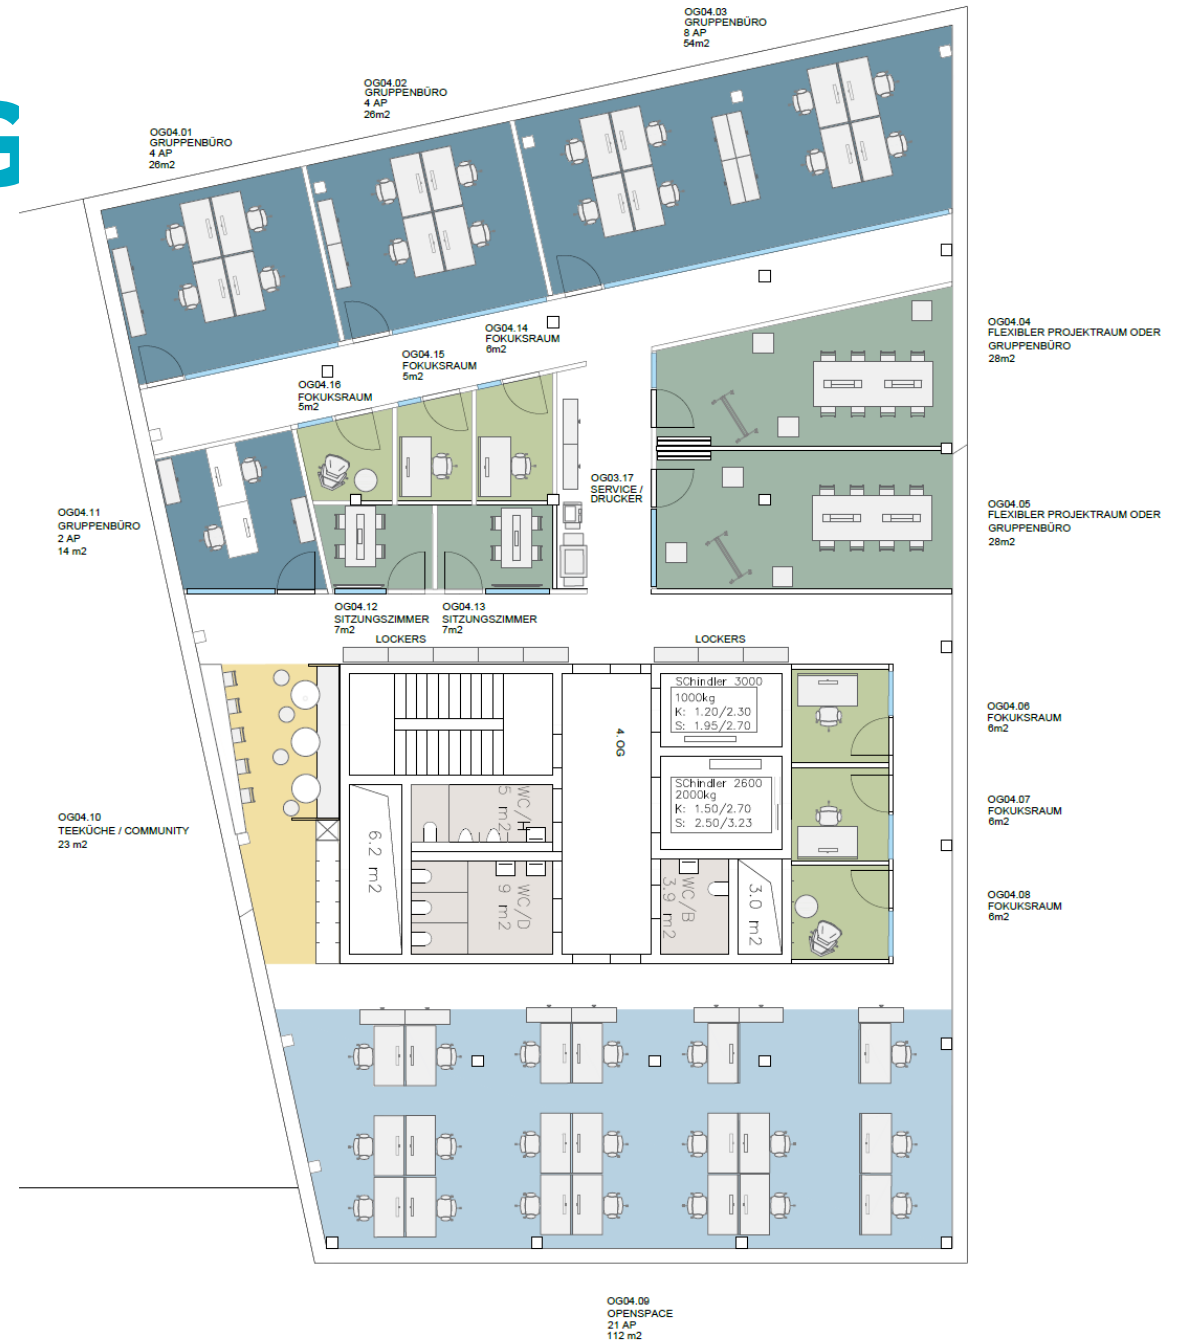 OG04.03
GRUPPENBÜRO
8 AP
54m2
OG04.02
GRUPPENBÜRO
4 AP
26m2
G
OG04.01
GRUPPENBÜRO
4 AP
26m2
OG04.04
FLEXIBLER PROJEKTRAUM ODER
GRUPPENBÜRO
28m2
OG04.14
FOKUKSRAUM
6m2
OG04.15
FOKUKSRAUM
5m2
OG04.16
FOKUKSRAUM
5m2
OG03.17
SERVICE /
DRUCKER
OG04.05
FLEXIBLER PROJEKTRAUM ODER
GRUPPENBÜRO
28m2
OG04.11
GRUPPENBÜRO
2 AP
14 m2
OG04.12
SITZUNGSZIMMER
7m2
OG04.13
SITZUNGSZIMMER
7m2
LOCKERS
LOCKERS
SChindler 3000
1000kg
K: 1.20/2.30
S: 1.95/2.70
4.OG
OG04.06
FOKUKSRAUM
6m2
SChindler 2600
2000kg
K: 1.50/2.70
S: 2.50/3.23
OG04.07
FOKUKSRAUM
6m2
OG04.10
TEEKÜCHE / COMMUNITY
23 m2
WC/H
5 m2
6.2 m2
WC/D
9 m2
WC/B
3.9 m2
3.0 m2
OG04.08
FOKUKSRAUM
6m2
OG04.09
OPENSPACE
21 AP
112 m2